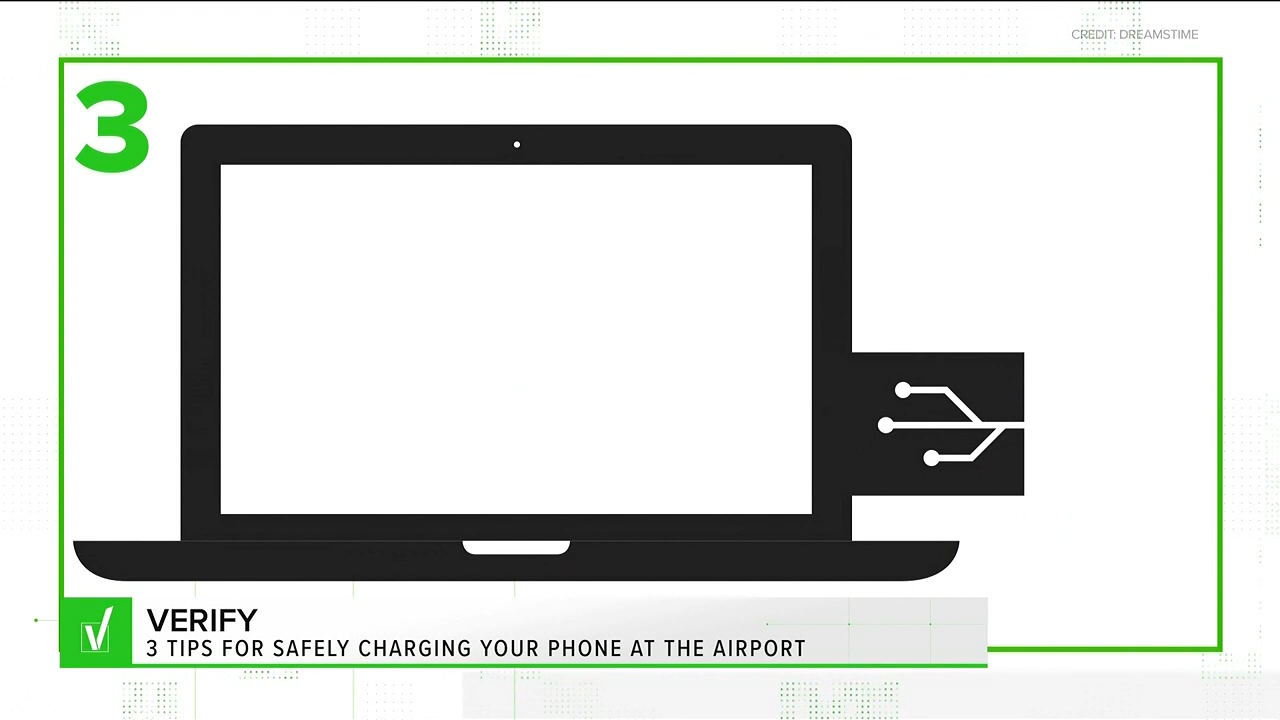 CREDIT: DREAMSTIME
3
VERIFY
3 TIPS FOR SAFELY CHARGING YOUR PHONE AT THE AIRPORT